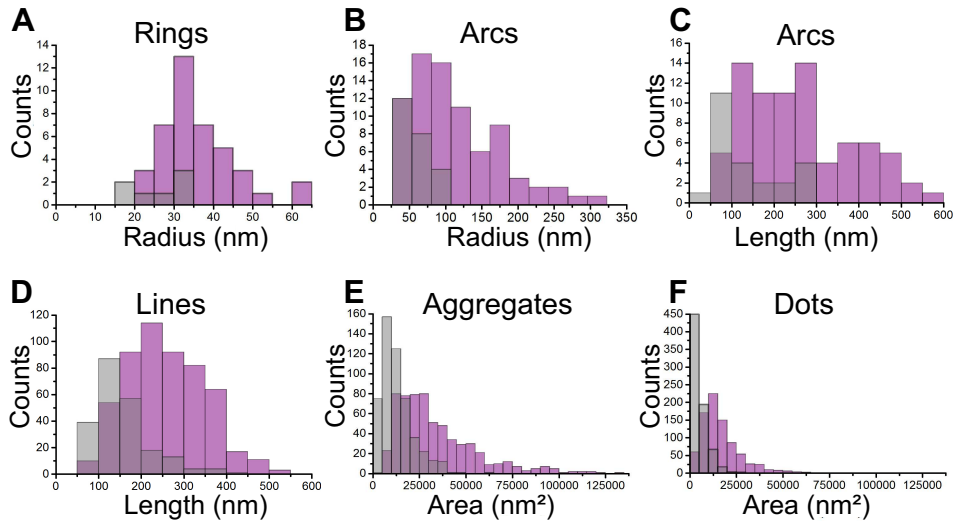 A
Rings
Counts
14
12
10
8
6
4
2
0
0 10 20 30 40 50 60
Radius (nm)
B
Arcs
Counts
18
16
14
12
10
8
6
4
2
0
0 50 100 150 200 250 300 350
Radius (nm)
C
Arcs
Counts
16
14
12
10
8
6
4
2
0
0 100 200 300 400 500 600
Length (nm)
D
Lines
Counts
120
100
80
60
40
20
0
0 100 200 300 400 500 600
Length (nm)
E
Aggregates
Counts
160
140
120
100
80
60
40
20
0
0 25000 50000 75000 100000 125000
Area (nm²)
F
Dots
Counts
450
400
350
300
250
200
150
100
50
0
0 25000 50000 75000 100000 125000
Area (nm²)